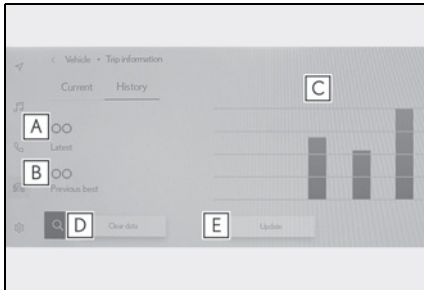 < Vehicle • Trip information
Current History
C
A
OO
Latest
B
OO
Previous best
D
Clear data
E
Update